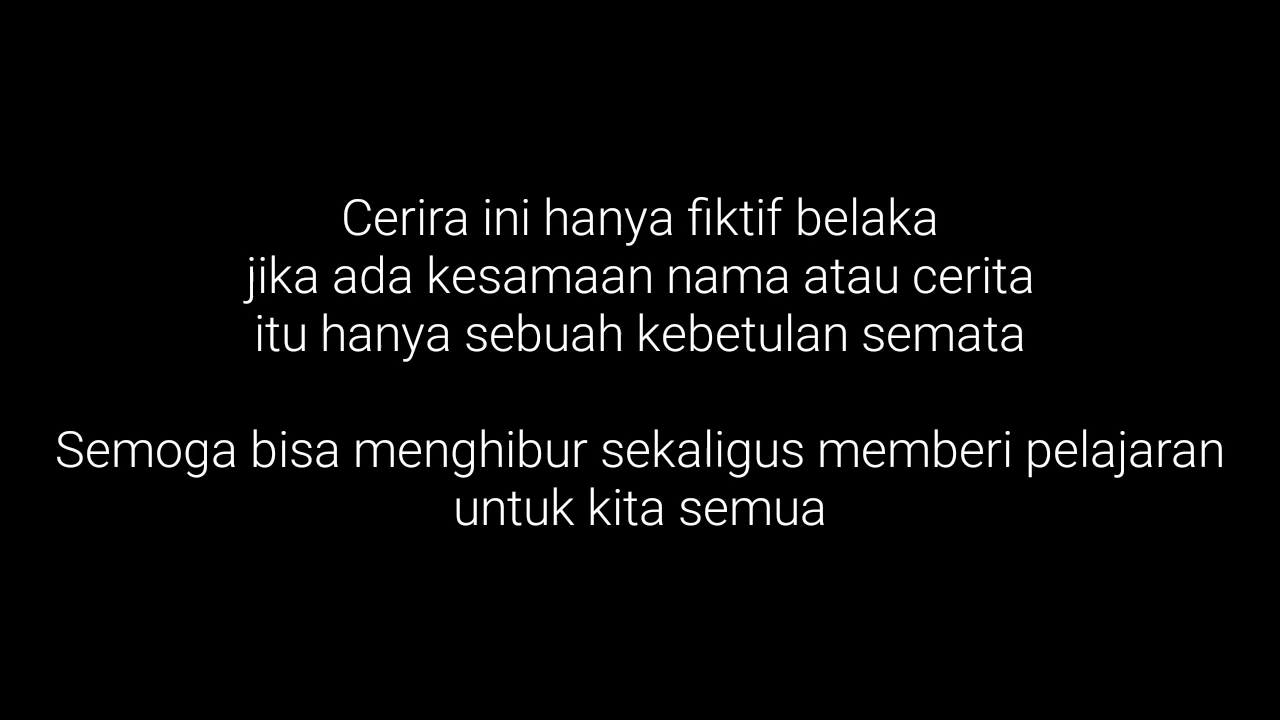 Cerira ini hanya fiktif belaka
jika ada kesamaan nama atau cerita
itu hanya sebuah kebetulan semata
Semoga bisa menghibur sekaligus memberi pelajaran
untuk kita semua